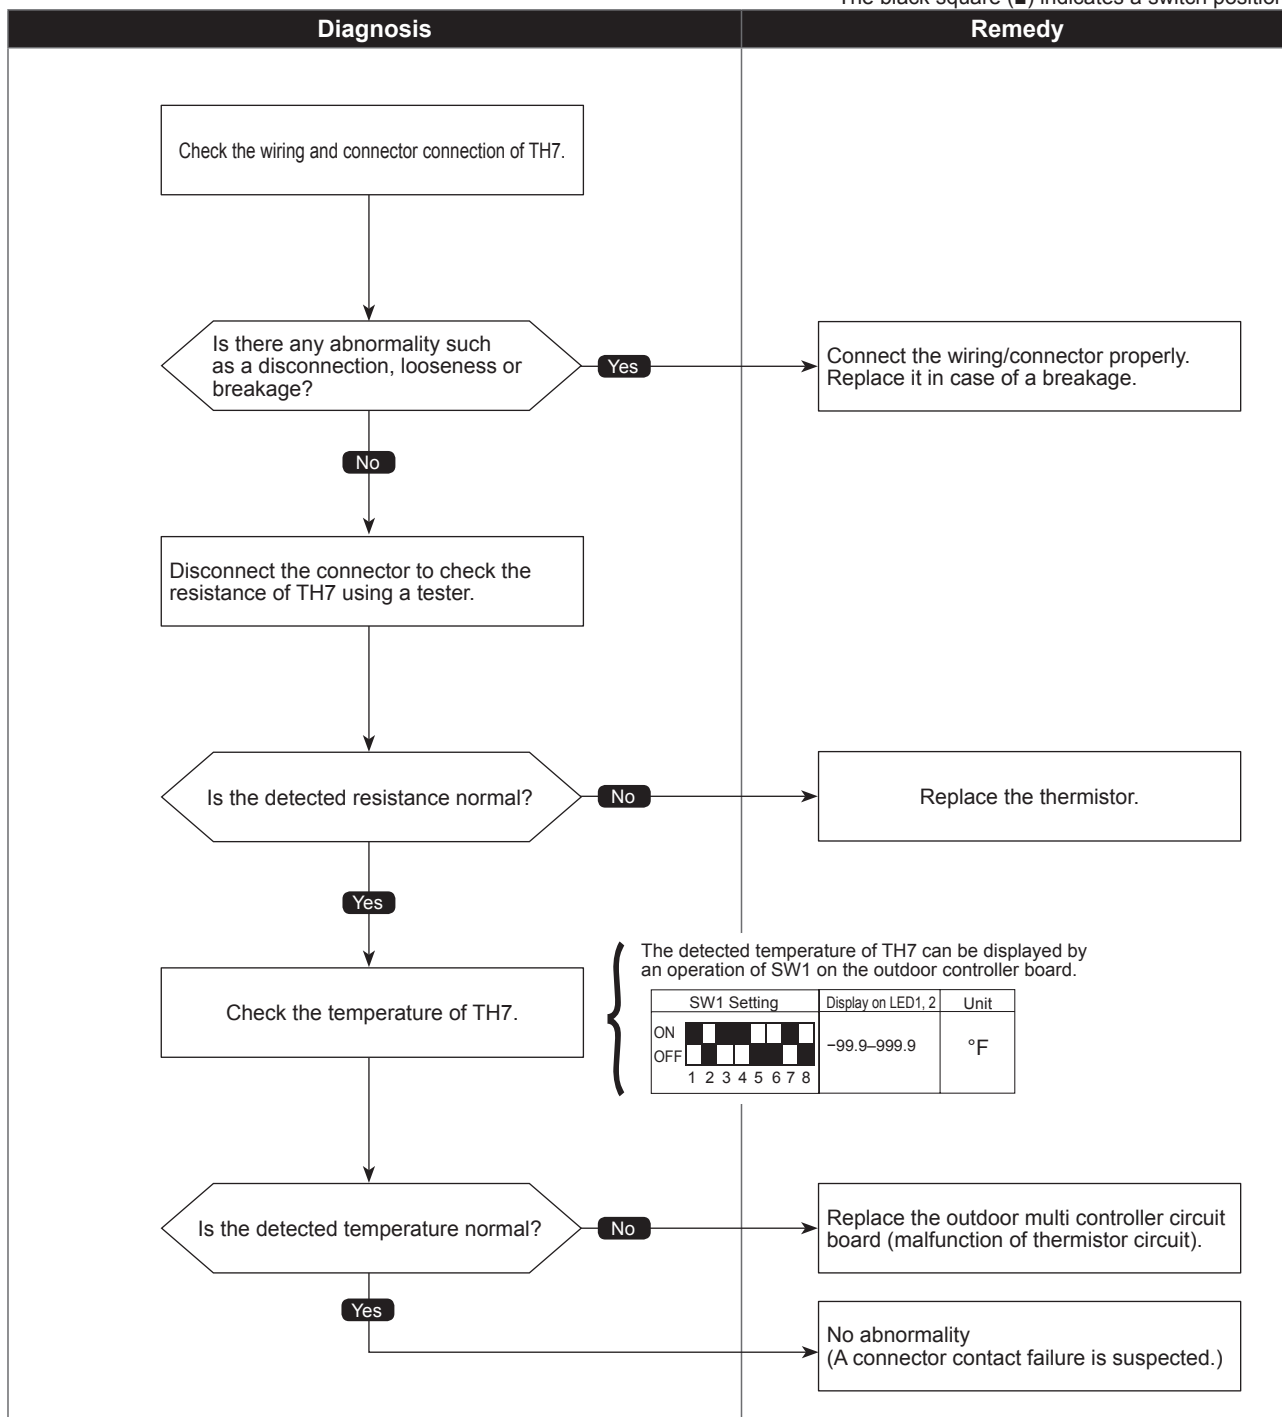 The black square (■) indicates a switch position
Diagnosis
Remedy
Check the wiring and connector connection of TH7.
Is there any abnormality such
as a disconnection, looseness or
breakage?
Yes
Connect the wiring/connector properly.
Replace it in case of a breakage.
No
Disconnect the connector to check the
resistance of TH7 using a tester.
Is the detected resistance normal?
No
Replace the thermistor.
Yes
The detected temperature of TH7 can be displayed by
an operation of SW1 on the outdoor controller board.
Check the temperature of TH7.
SW1 Setting
Display on LED1, 2
Unit
ON
OFF
1 2 3 4 5 6 7 8
−99.9–999.9
°F
Is the detected temperature normal?
No
Replace the outdoor multi controller circuit
board (malfunction of thermistor circuit).
Yes
No abnormality
(A connector contact failure is suspected.)